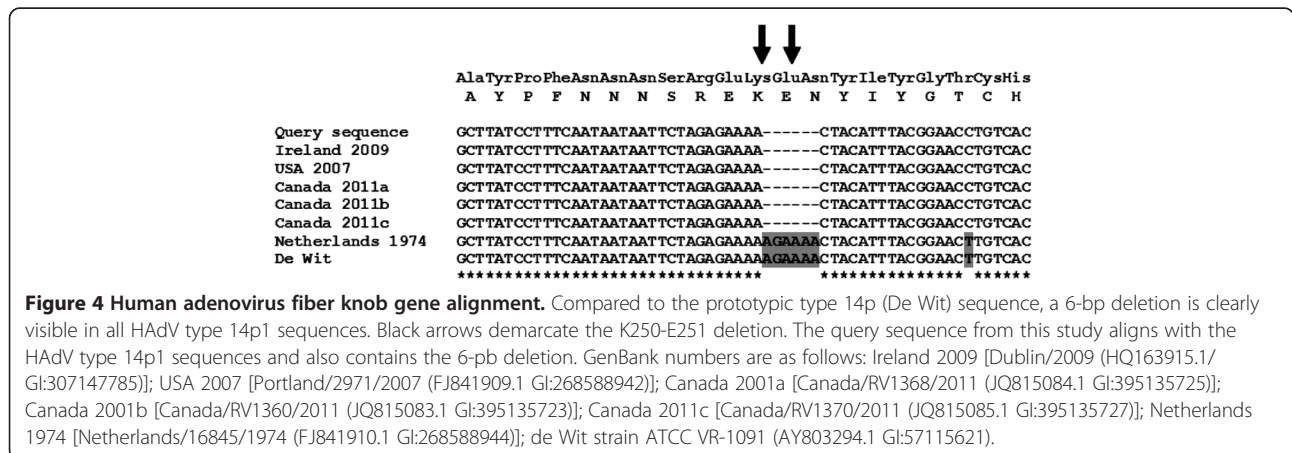 AlaTyrProPheAsnAsnAsnSerArgGluLysGluAsnTyrIleTyrGlyThrCysHis
A Y P F N N N S R E K E N Y I Y G T C H
Query sequence GCTTATCCTTTCAATAATAATTCTAGAGAAAA------CTACATTTACGGAACCTGTCAC
Ireland 2009 GCTTATCCTTTCAATAATAATTCTAGAGAAAA------CTACATTTACGGAACCTGTCAC
USA 2007 GCTTATCCTTTCAATAATAATTCTAGAGAAAA------CTACATTTACGGAACCTGTCAC
Canada 2011a GCTTATCCTTTCAATAATAATTCTAGAGAAAA------CTACATTTACGGAACCTGTCAC
Canada 2011b GCTTATCCTTTCAATAATAATTCTAGAGAAAA------CTACATTTACGGAACCTGTCAC
Canada 2011c GCTTATCCTTTCAATAATAATTCTAGAGAAAA------CTACATTTACGGAACCTGTCAC
Netherlands 1974 GCTTATCCTTTCAATAATAATTCTAGAGAAAAAGAAAACTACATTTACGGAACTTGTCAC
De Wit GCTTATCCTTTCAATAATAATTCTAGAGAAAAAGAAAACTACATTTACGGAACTTGTCAC
******************************** *************** ******
Figure 4 Human adenovirus fiber knob gene alignment. Compared to the prototypic type 14p (De Wit) sequence, a 6-bp deletion is clearly
visible in all HAdV type 14p1 sequences. Black arrows demarcate the K250-E251 deletion. The query sequence from this study aligns with the
HAdV type 14p1 sequences and also contains the 6-pb deletion. GenBank numbers are as follows: Ireland 2009 [Dublin/2009 (HQ163915.1/
GI:307147785)]; USA 2007 [Portland/2971/2007 (FJ841909.1 GI:268588942)]; Canada 2001a [Canada/RV1368/2011 (JQ815084.1 GI:395135725)];
Canada 2001b [Canada/RV1360/2011 (JQ815083.1 GI:395135723)]; Canada 2011c [Canada/RV1370/2011 (JQ815085.1 GI:395135727)]; Netherlands
1974 [Netherlands/16845/1974 (FJ841910.1 GI:268588944)]; de Wit strain ATCC VR-1091 (AY803294.1 GI:57115621).